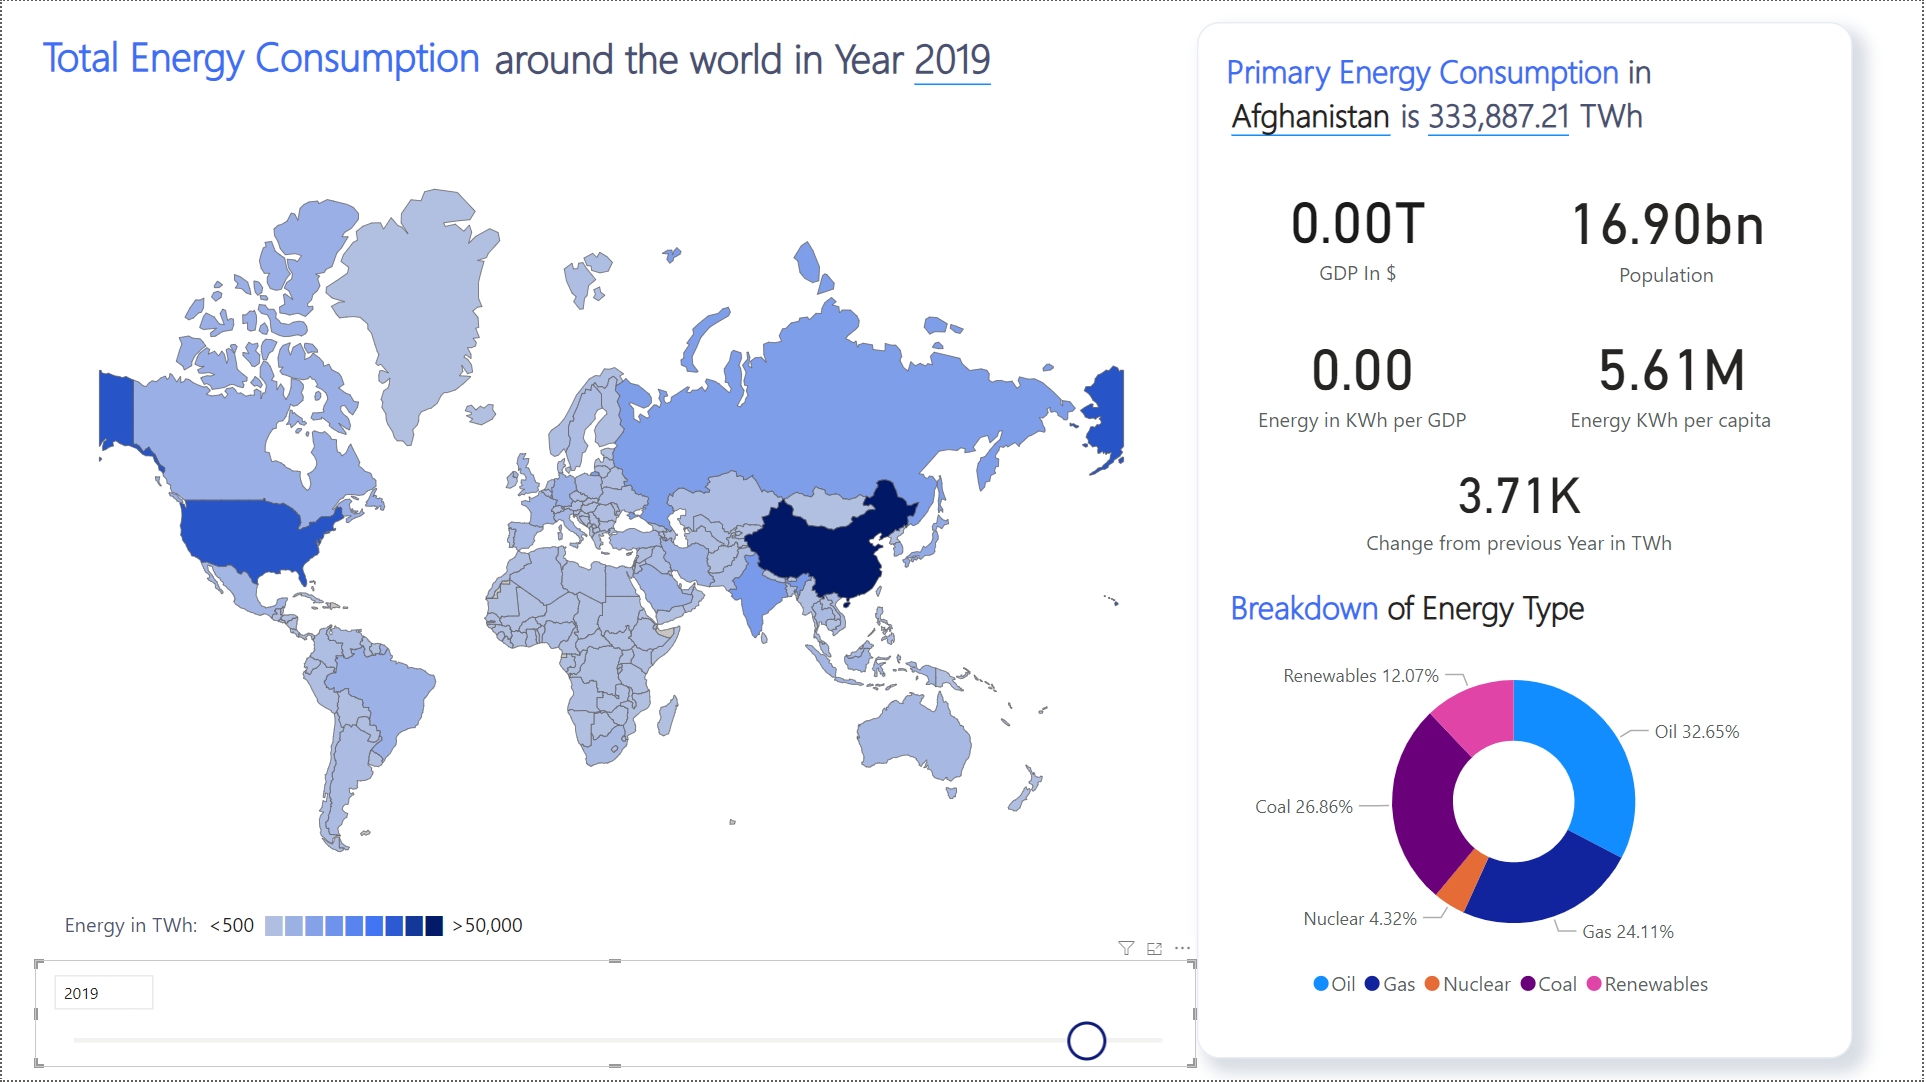 Total Energy Consumption around the world in Year 2019
Energy in TWh: <500 >50,000
2019
Primary Energy Consumption in
Afghanistan is 333,887.21 TWh
0.00T 16.90bn
GDP In $ Population
0.00 5.61M
Energy in KWh per GDP Energy KWh per capita
3.71K
Change from previous Year in TWh
Breakdown of Energy Type
Renewables 12.07%
Oil 32.65%
Coal 26.86%
Nuclear 4.32%
Gas 24.11%
Oil Gas Nuclear Coal Renewables